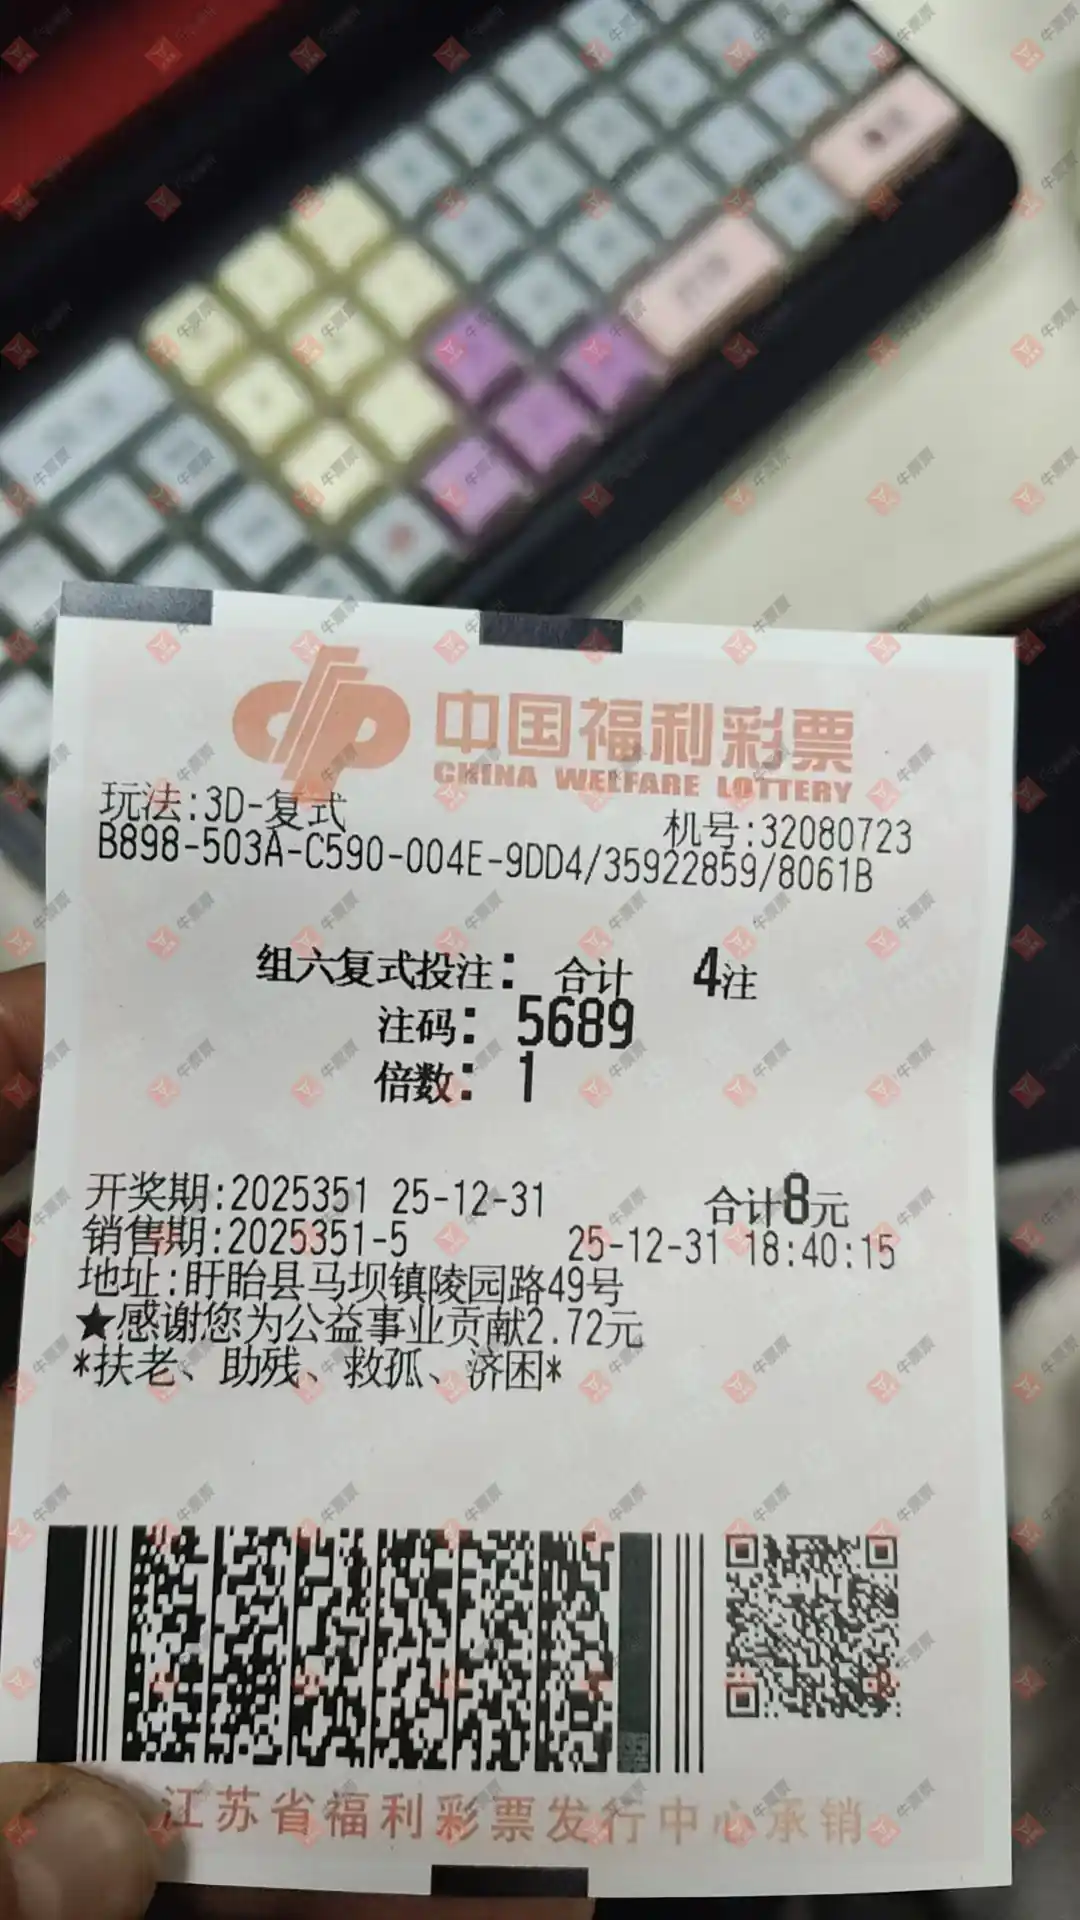 中国福利彩票
CHINA WELFARE LOTTERY
玩法:3D-复式
机号:32080723
B898-503A-C590-004E-9DD4/35922859/8061B
组六复式投注: 合计 4注
注码: 5689
倍数: 1
开奖期:2025351 25-12-31 合计8元
销售期:2025351-5 25-12-31 18:40:15
地址:盱眙县马坝镇陵园路49号
★感谢您为公益事业贡献2.72元
*扶老、助残、救孤、济困*
江苏省福利彩票发行中心承销
牛票票